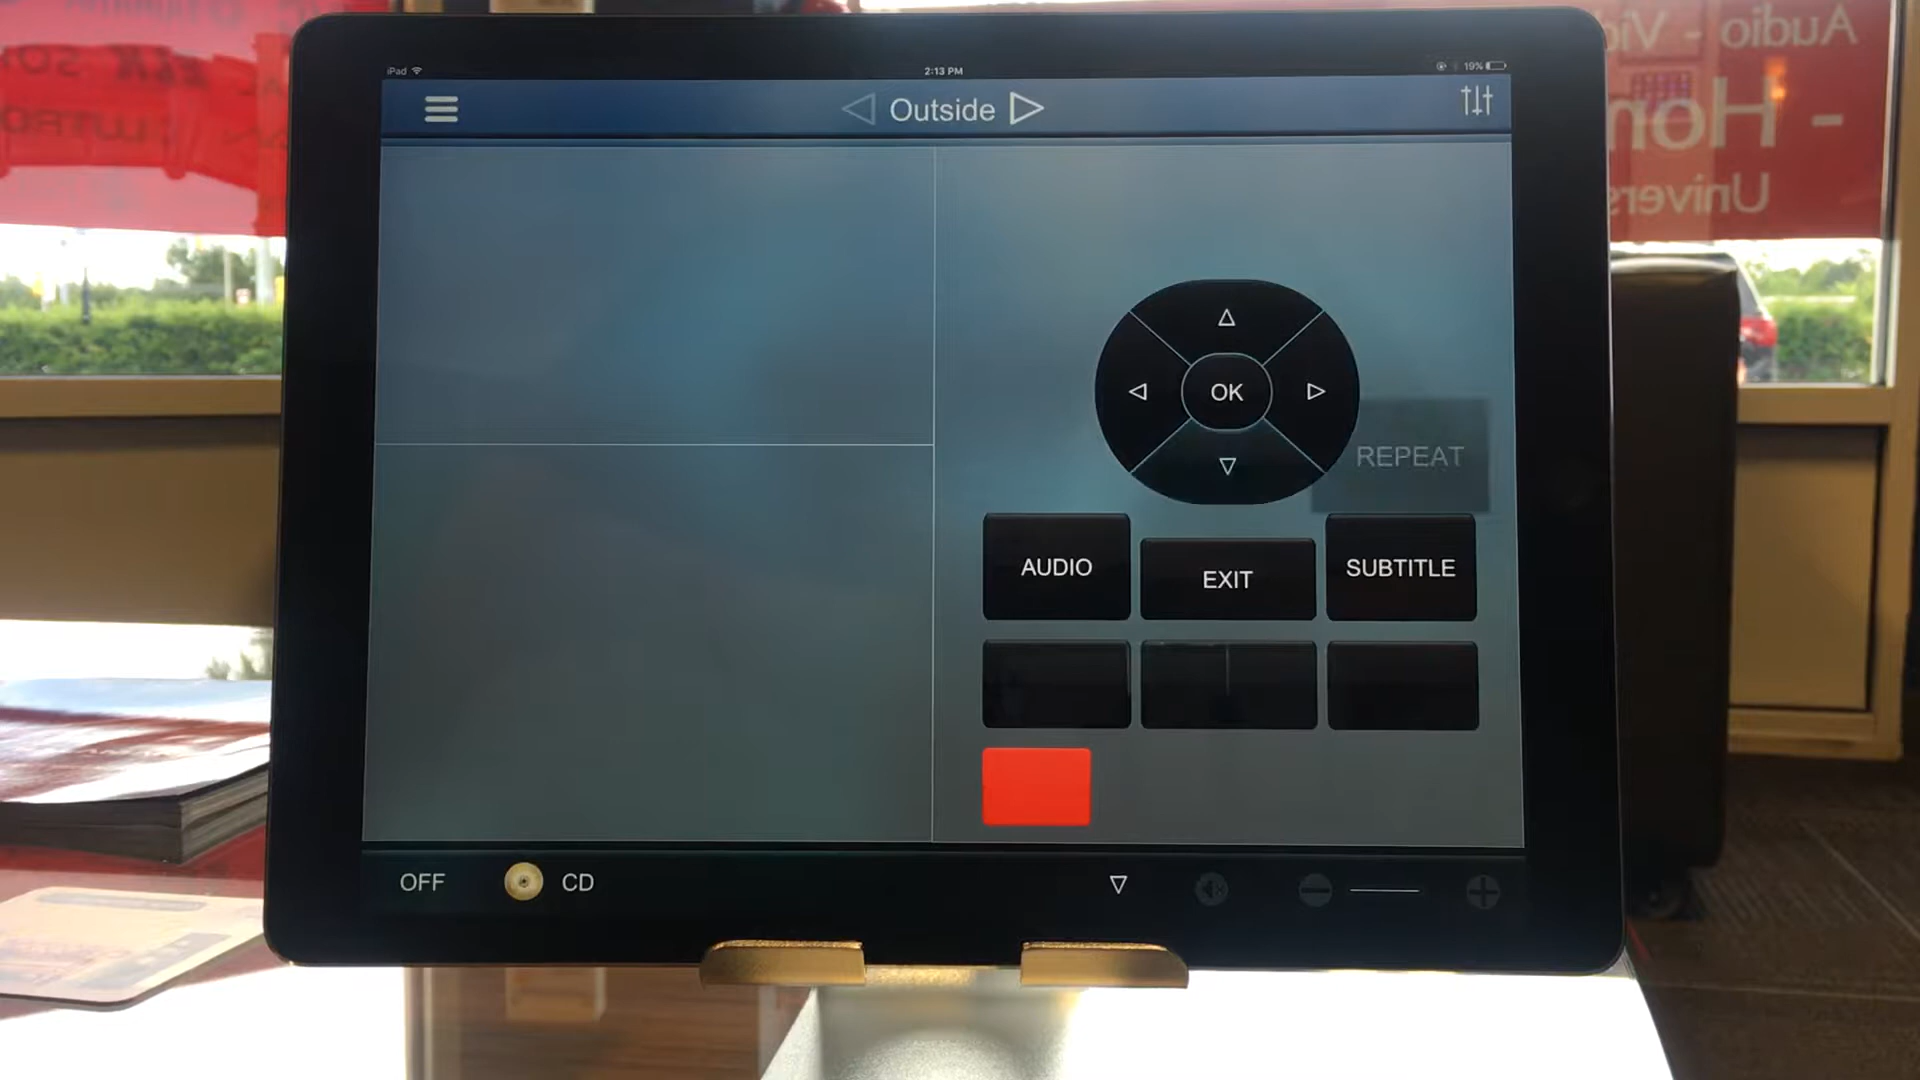 iPad
2:13 PM
19%
Outside
OK
REPEAT
AUDIO
EXIT
SUBTITLE
OFF
CD
Audio - Vi
- Hom
Univers